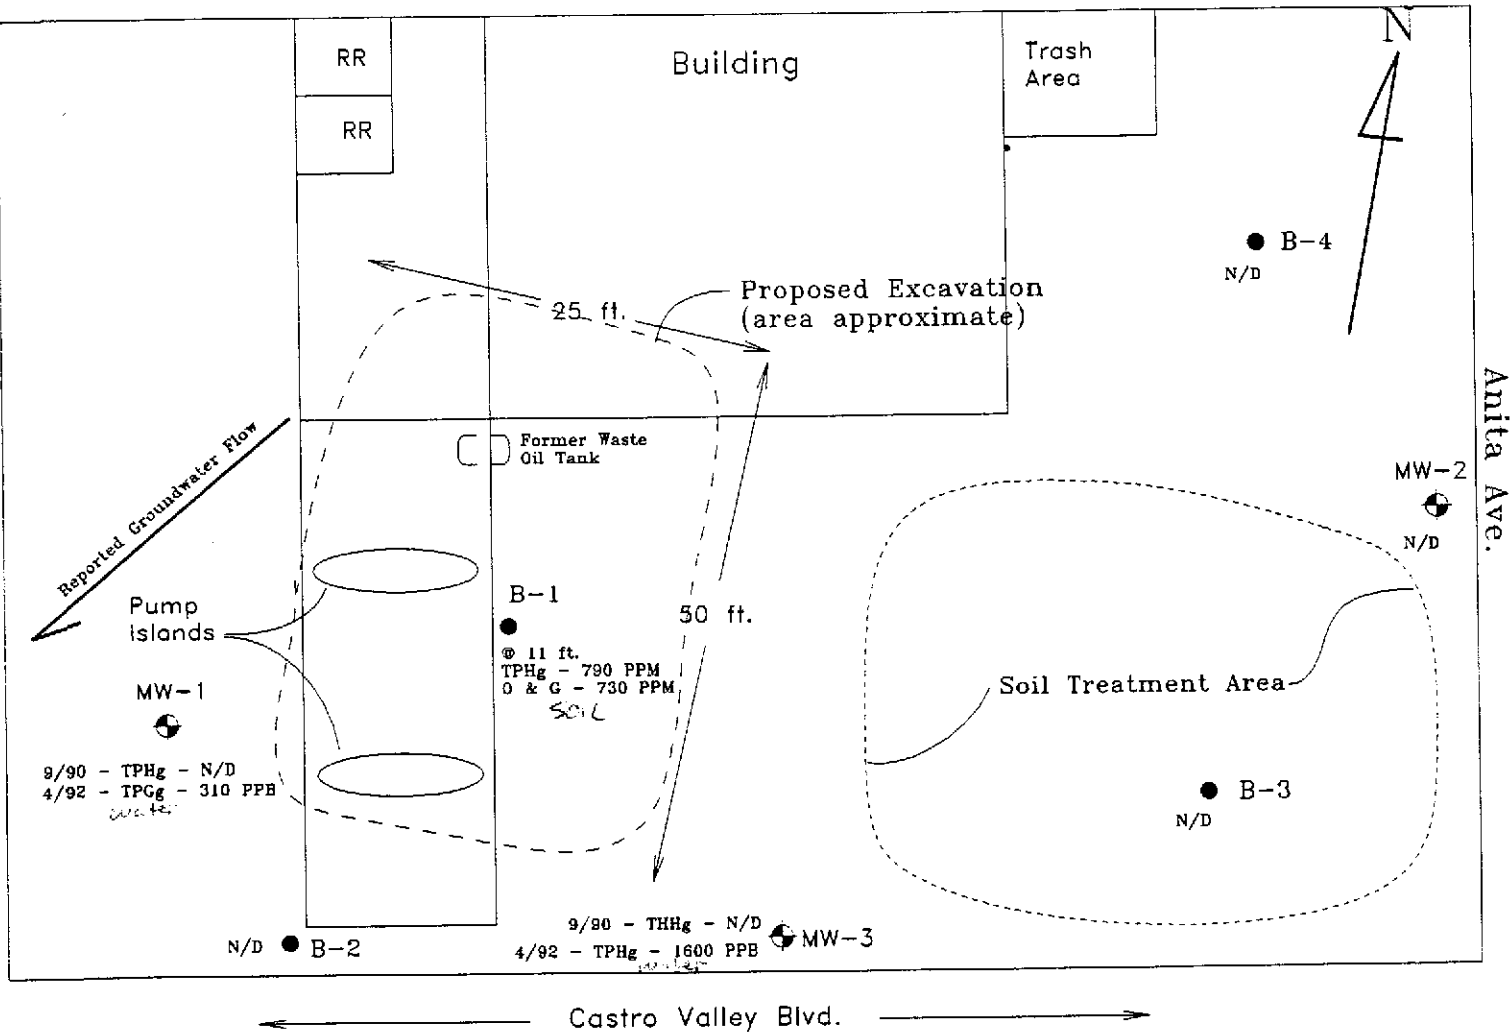 RR
RR
Building
Trash
Area
N
B-4
N/D
Proposed Excavation
(area approximate)
25 ft.
Anita Ave.
Reported Groundwater Flow
Former Waste
Oil Tank
MW-2
N/D
Pump
Islands
B-1
@ 11 ft.
TPHg - 790 PPM
O & G - 730 PPM
SOIL
50 ft.
Soil Treatment Area
MW-1
9/90 - TPHg - N/D
4/92 - TPGg - 310 PPB
water
B-3
N/D
N/D B-2
9/90 - THHg - N/D
4/92 - TPHg - 1600 PPB
water
MW-3
Castro Valley Blvd.